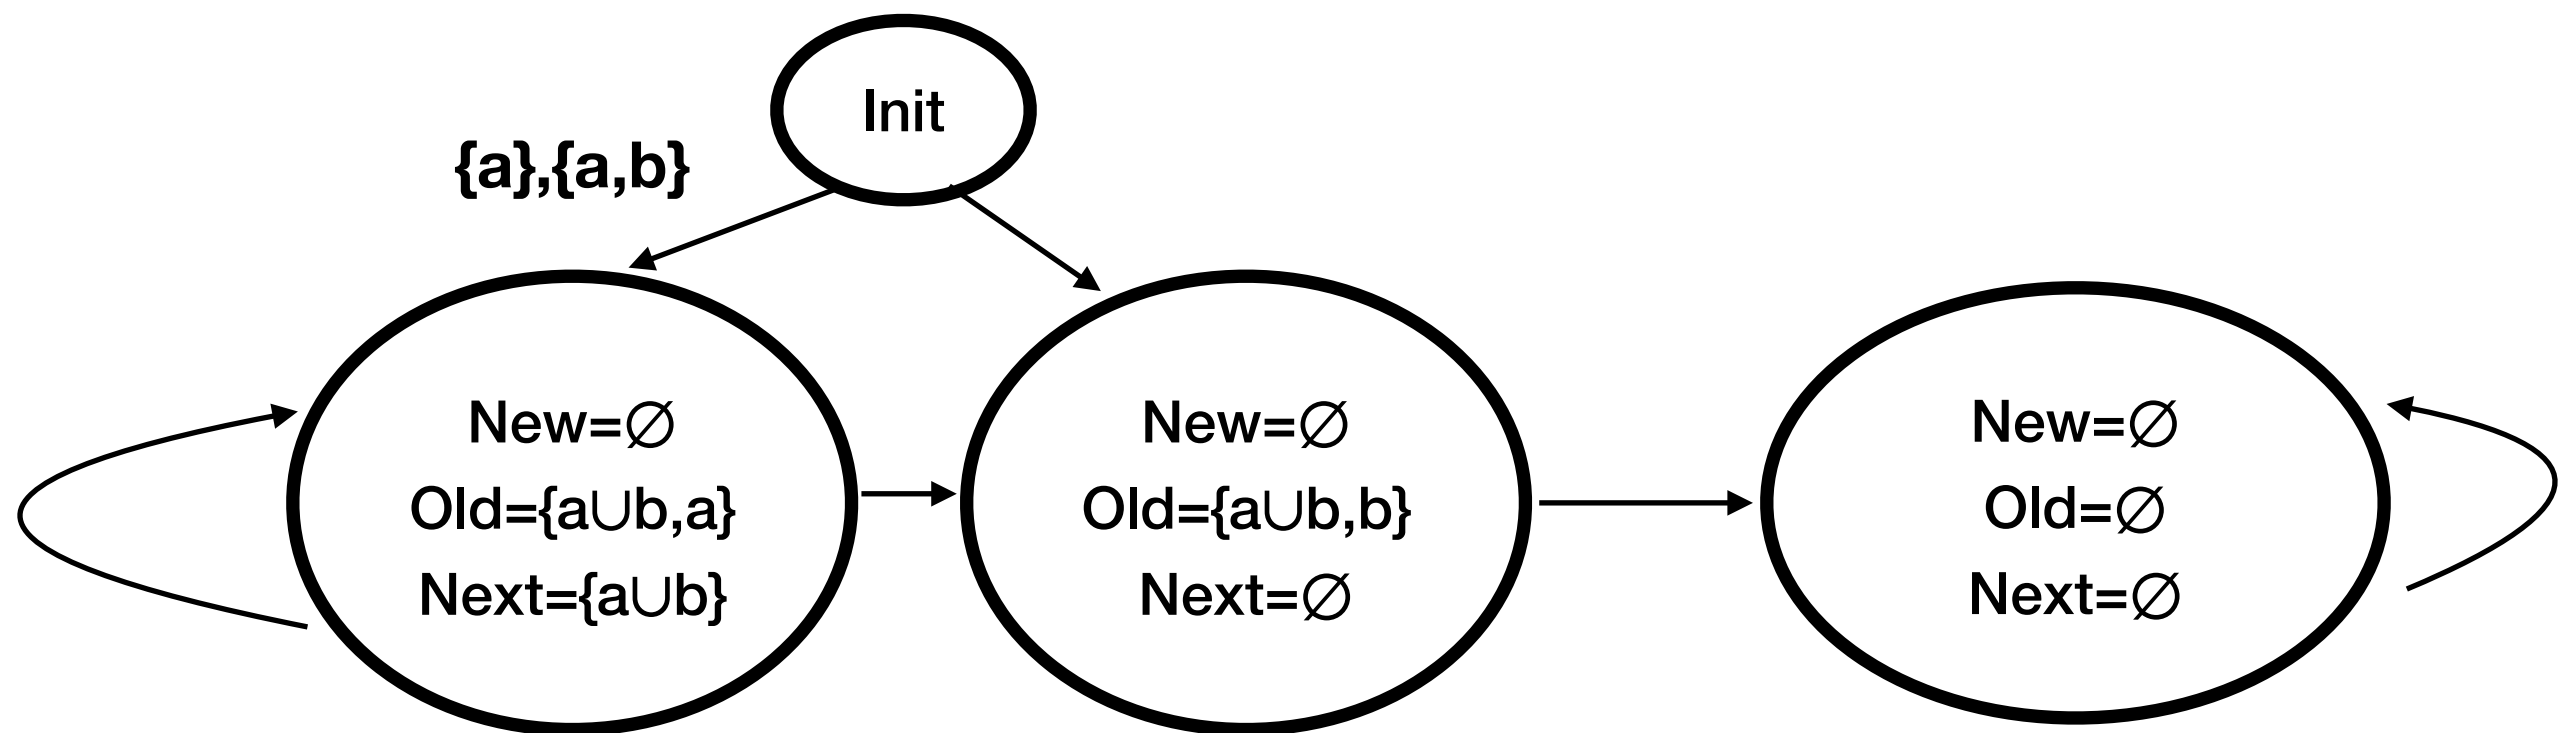 Init
{a},{a,b}
New=∅
Old={a∪b,a}
Next={a∪b}
New=∅
Old={a∪b,b}
Next=∅
New=∅
Old=∅
Next=∅